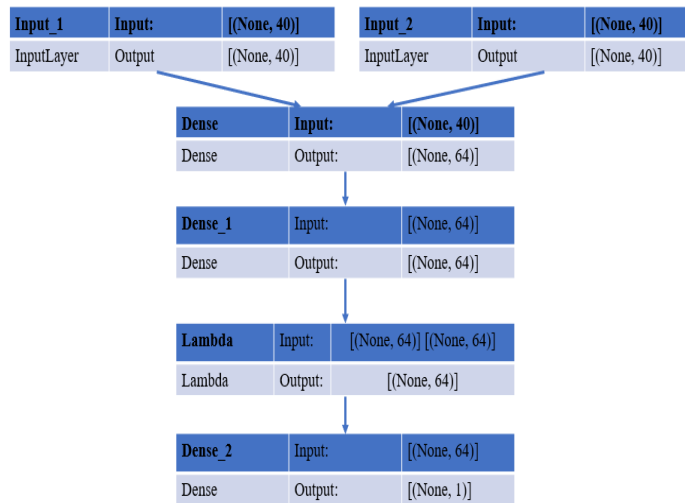 Input_1 Input: [(None, 40)]
InputLayer Output [(None, 40)]
Input_2 Input: [(None, 40)]
InputLayer Output [(None, 40)]
Dense Input: [(None, 40)]
Dense Output: [(None, 64)]
Dense_1 Input: [(None, 64)]
Dense Output: [(None, 64)]
Lambda Input: [(None, 64)] [(None, 64)]
Lambda Output: [(None, 64)]
Dense_2 Input: [(None, 64)]
Dense Output: [(None, 1)]